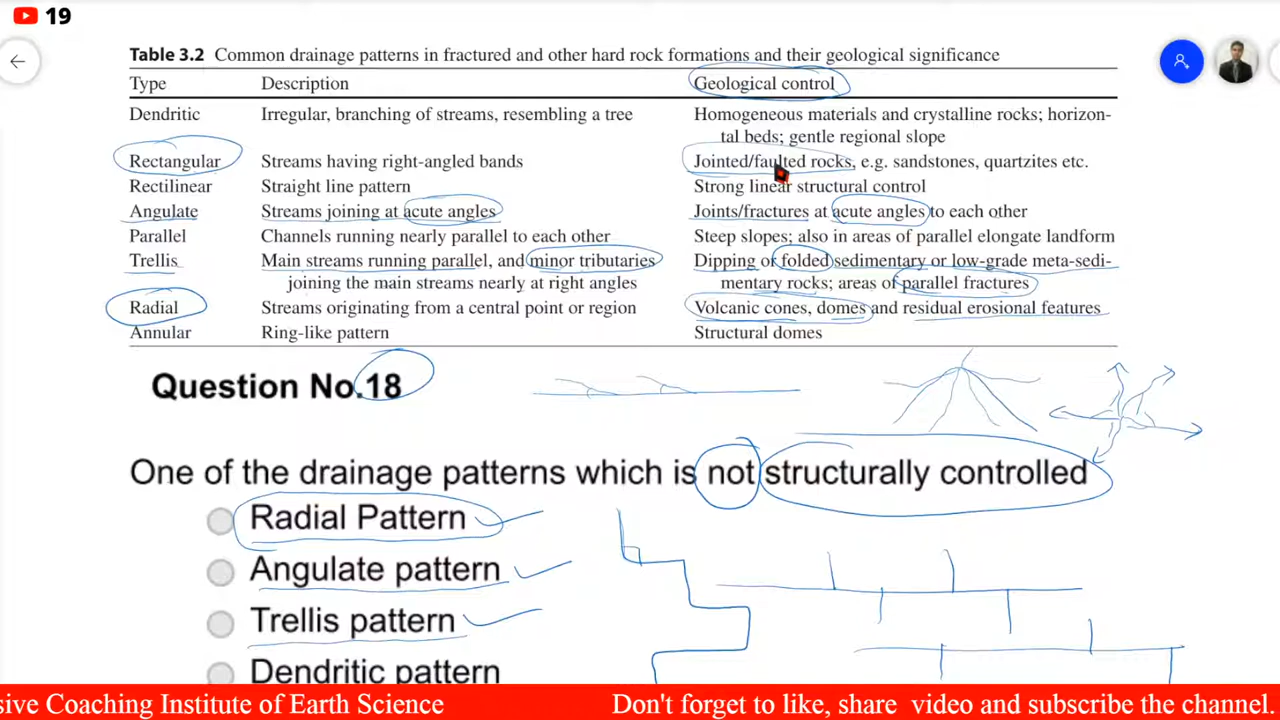 19
Table 3.2 Common drainage patterns in fractured and other hard rock formations and their geological significance
Type Description Geological control
Dendritic Irregular, branching of streams, resembling a tree Homogeneous materials and crystalline rocks; horizon-
tal beds; gentle regional slope
Rectangular Streams having right-angled bands Jointed/faulted rocks, e.g. sandstones, quartzites etc.
Rectilinear Straight line pattern Strong linear structural control
Angulate Streams joining at acute angles Joints/fractures at acute angles to each other
Parallel Channels running nearly parallel to each other Steep slopes; also in areas of parallel elongate landform
Trellis Main streams running parallel, and minor tributaries Dipping or folded sedimentary or low-grade meta-sedi-
joining the main streams nearly at right angles mentary rocks; areas of parallel fractures
Radial Streams originating from a central point or region Volcanic cones, domes and residual erosional features
Annular Ring-like pattern Structural domes
Question No.18
One of the drainage patterns which is not structurally controlled
Radial Pattern
Angulate pattern
Trellis pattern
Dendritic pattern
sive Coaching Institute of Earth Science Don't forget to like, share video and subscribe the channel.